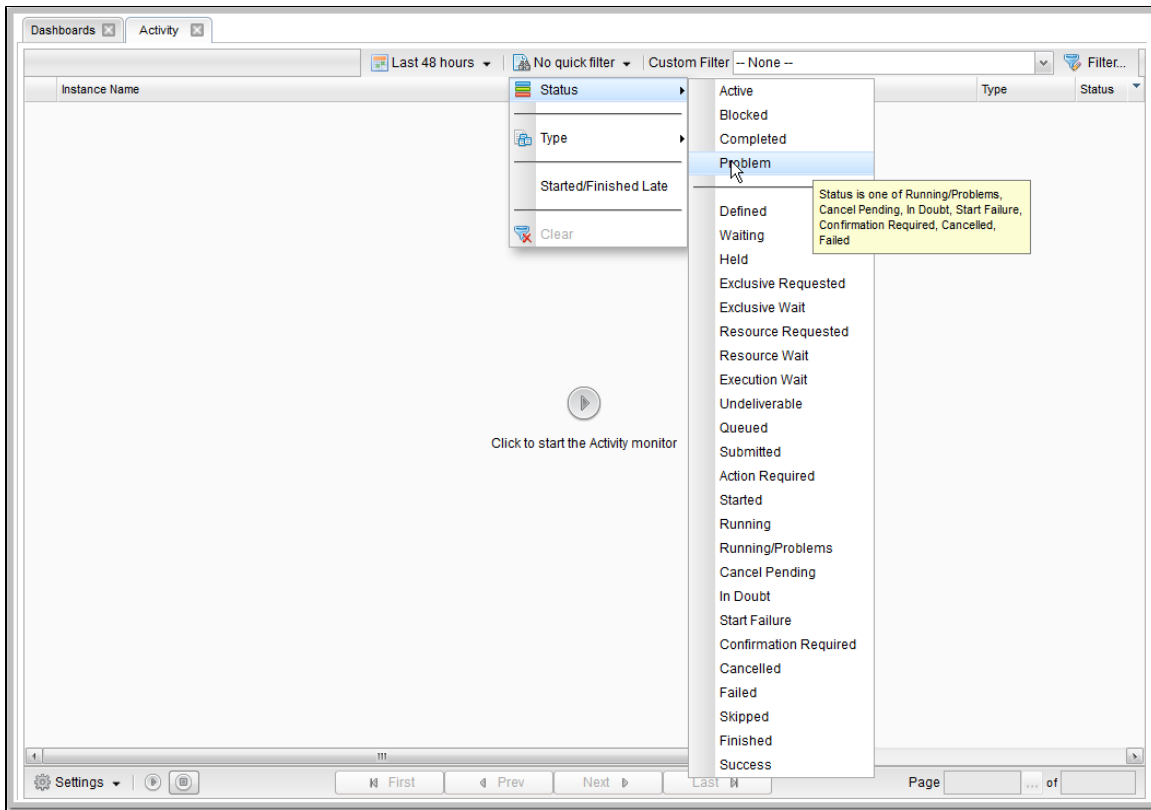 Dashboards
Activity
Last 48 hours
No quick filter
Custom Filter
-- None --
Filter...
Instance Name
Type
Status
Status
Type
Started/Finished Late
Clear
Active
Blocked
Completed
Problem
Status is one of Running/Problems,
Cancel Pending, In Doubt, Start Failure,
Confirmation Required, Cancelled,
Failed
Defined
Waiting
Held
Exclusive Requested
Exclusive Wait
Resource Requested
Resource Wait
Execution Wait
Undeliverable
Queued
Submitted
Action Required
Started
Running
Running/Problems
Cancel Pending
In Doubt
Start Failure
Confirmation Required
Cancelled
Failed
Skipped
Finished
Success
Click to start the Activity monitor
Settings
First
Prev
Next
Last
Page
...
of